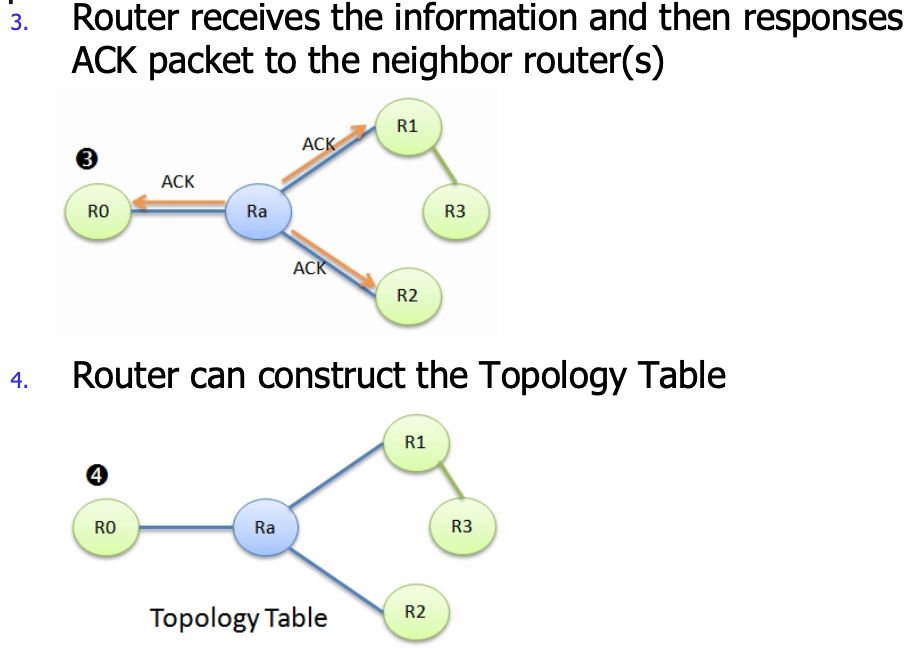 3. Router receives the information and then responses
ACK packet to the neighbor router(s)
R1
ACK
❸
ACK
R0
Ra
R3
ACK
R2
4. Router can construct the Topology Table
R1
❹
R0
Ra
R3
R2
Topology Table